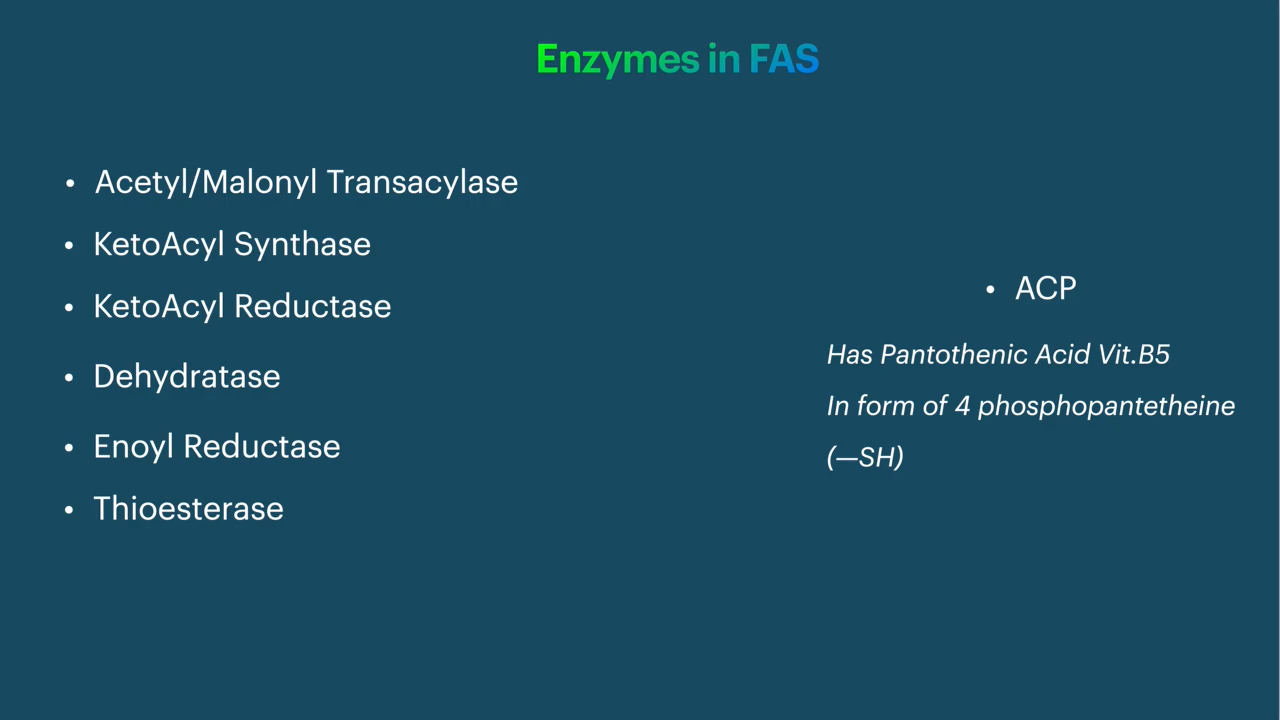 Enzymes in FAS
• Acetyl/Malonyl Transacylase
• KetoAcyl Synthase
• KetoAcyl Reductase
• Dehydratase
• Enoyl Reductase
• Thioesterase
• ACP
Has Pantothenic Acid Vit.B5
In form of 4 phosphopantetheine
(—SH)